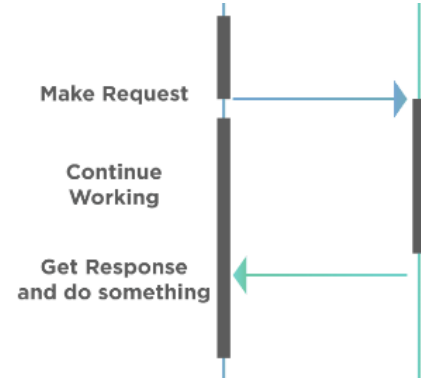 Make Request
Continue
Working
Get Response
and do something